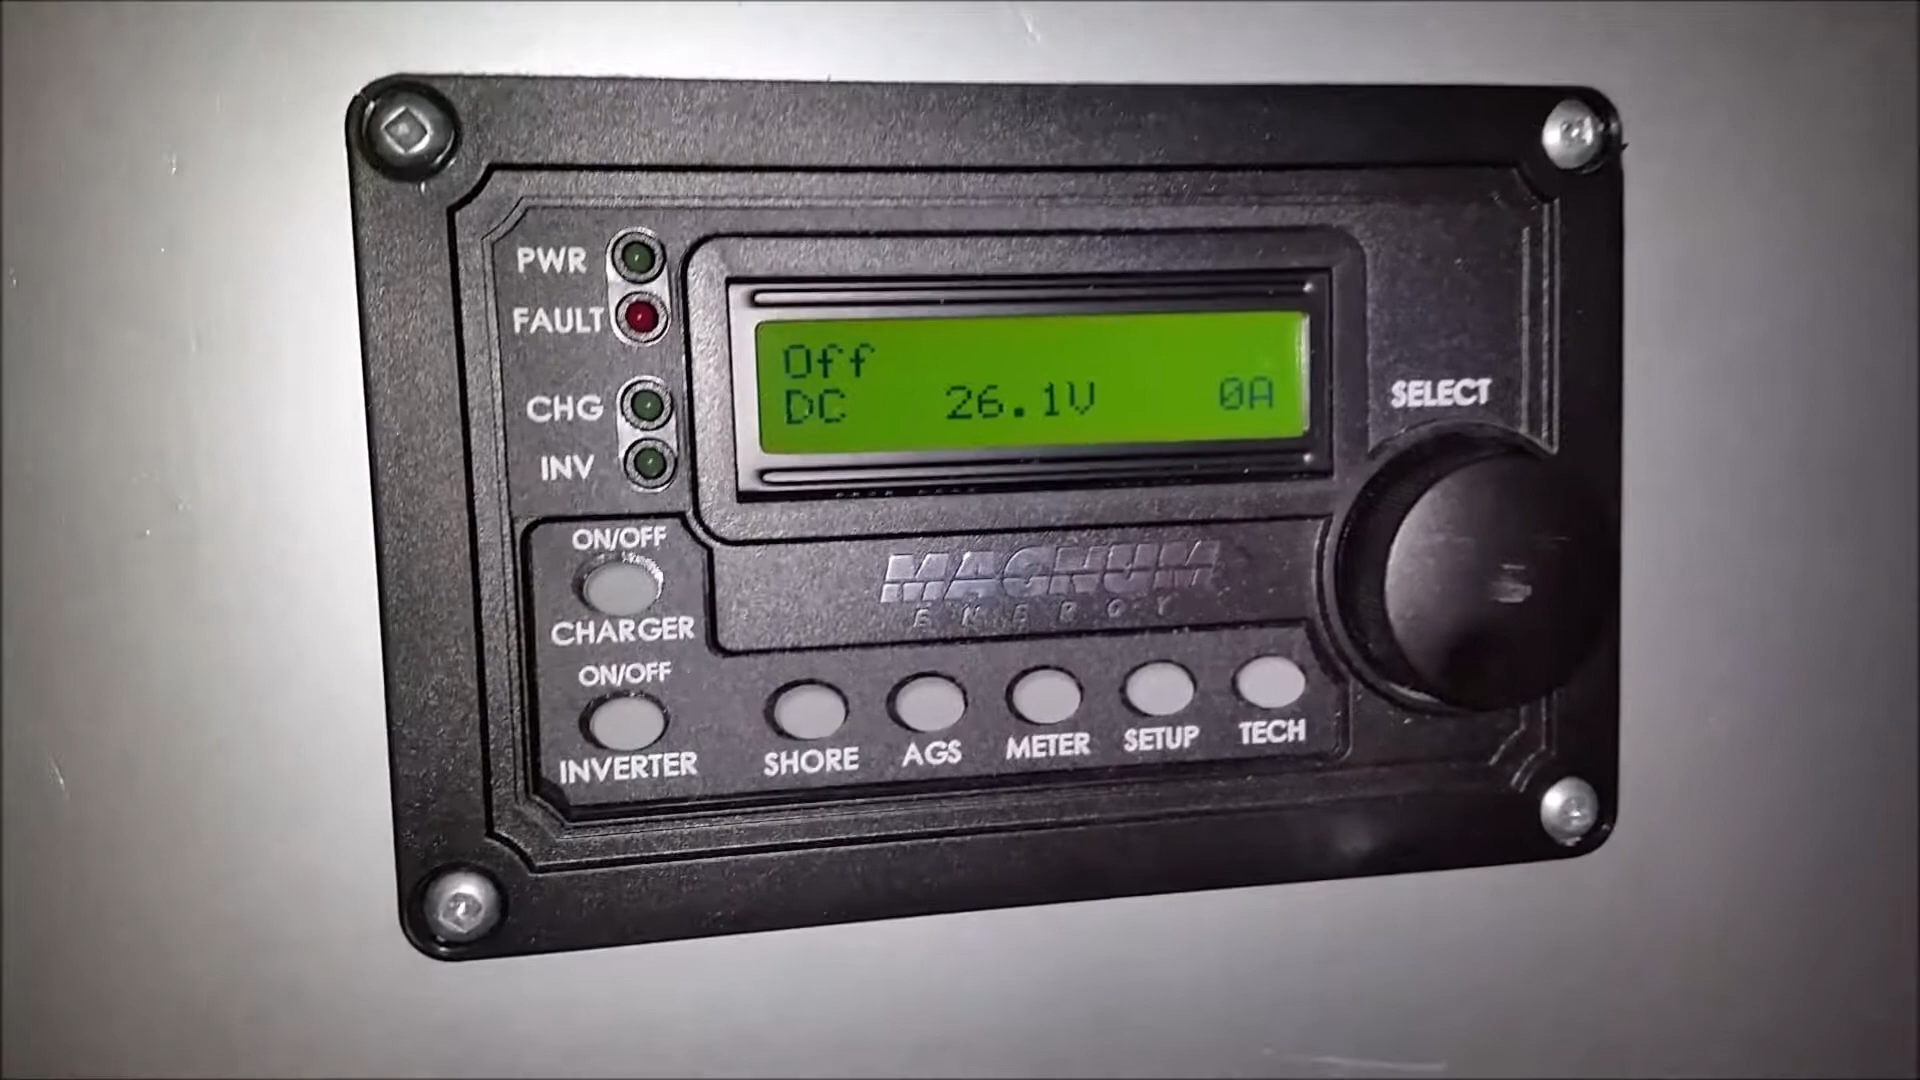 PWR
FAULT
CHG
INV
Off
DC 26.1V 0A
SELECT
ON/OFF
CHARGER
ON/OFF
INVERTER
MAGNUM
ENERGY
SHORE
AGS
METER
SETUP
TECH